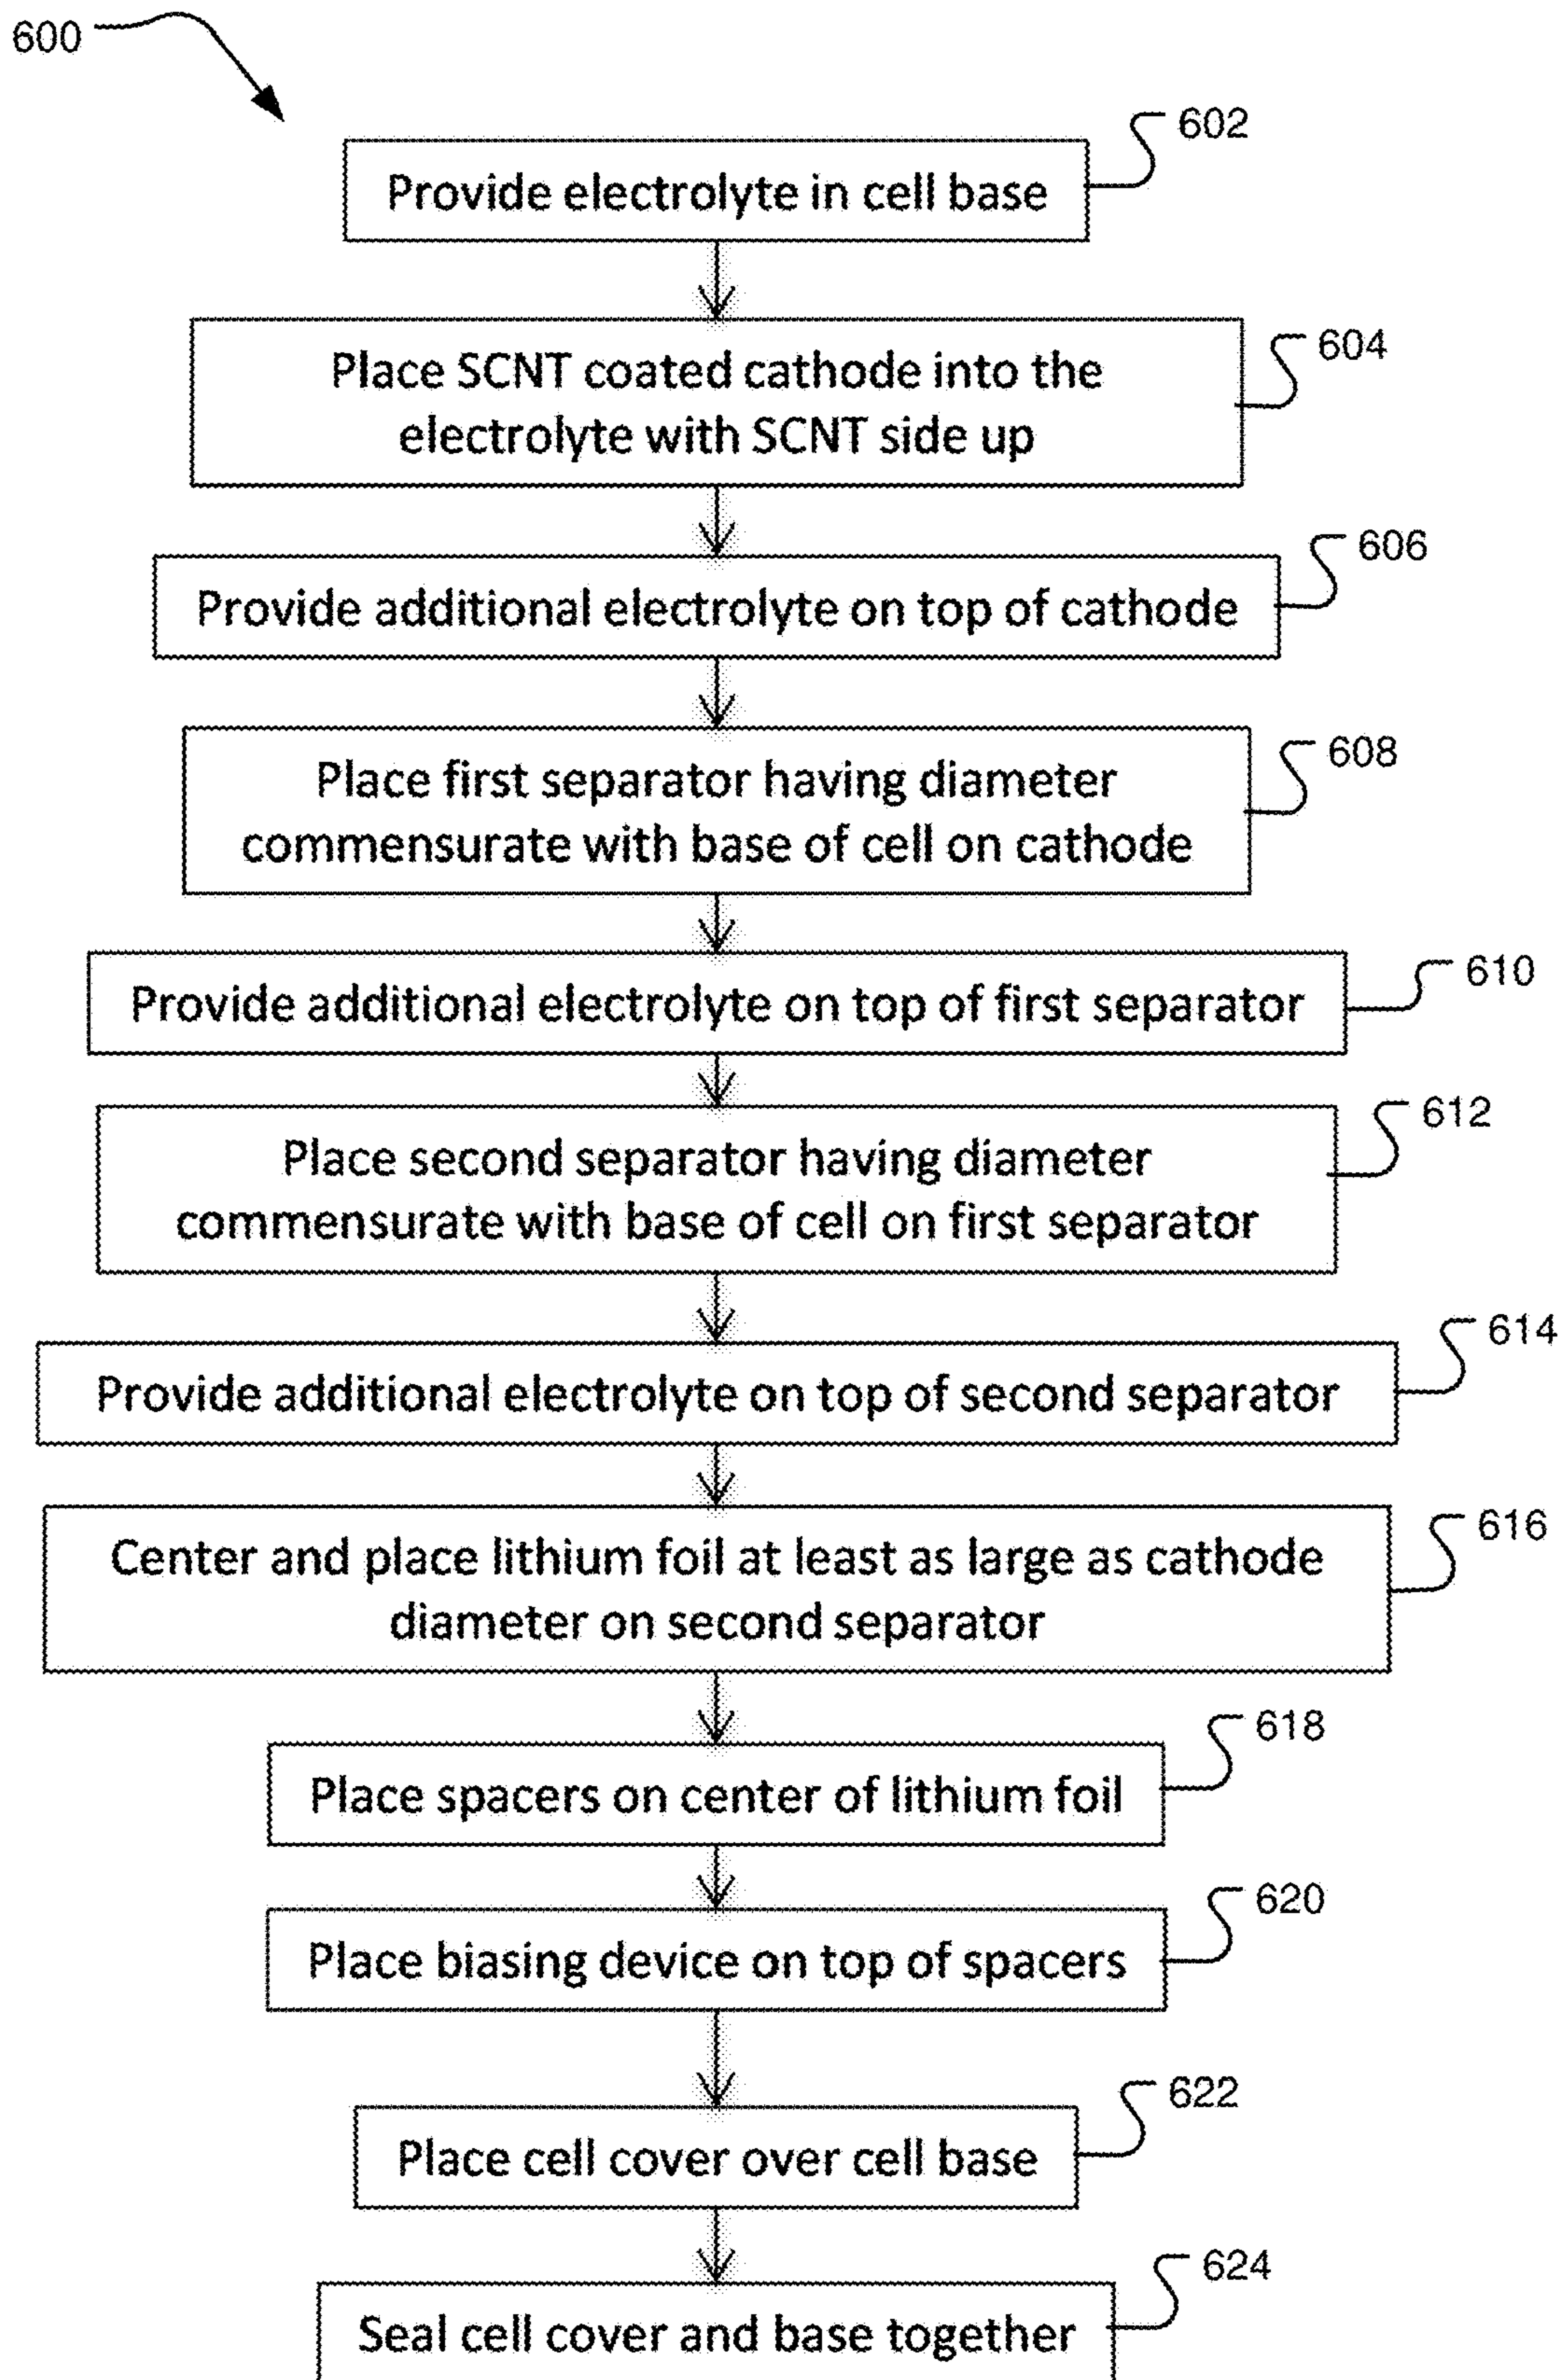 600
602
Provide electrolyte in cell base
604
Place SCNT coated cathode into the
electrolyte with SCNT side up
606
Provide additional electrolyte on top of cathode
608
Place first separator having diameter
commensurate with base of cell on cathode
610
Provide additional electrolyte on top of first separator
612
Place second separator having diameter
commensurate with base of cell on first separator
614
Provide additional electrolyte on top of second separator
616
Center and place lithium foil at least as large as cathode
diameter on second separator
618
Place spacers on center of lithium foil
620
Place biasing device on top of spacers
622
Place cell cover over cell base
624
Seal cell cover and base together